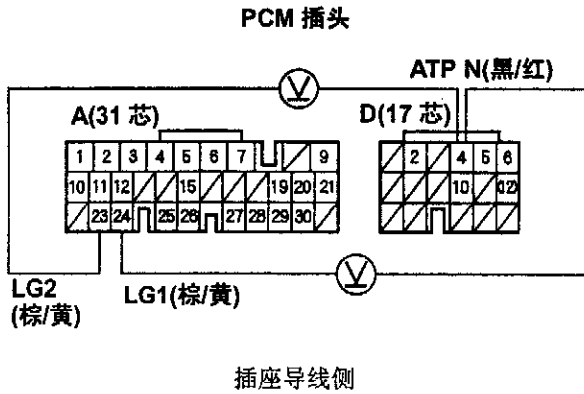 PCM 插头
ATP N(黑/红)
A(31 芯)
D(17 芯)
1 2 3 4 5 6 7 9
2 4 5 6
10 11 12 15 19 20 21
10 (12)
23 24 25 26 27 28 29 30
LG2
(棕/黄)
LG1(棕/黄)
插座导线侧